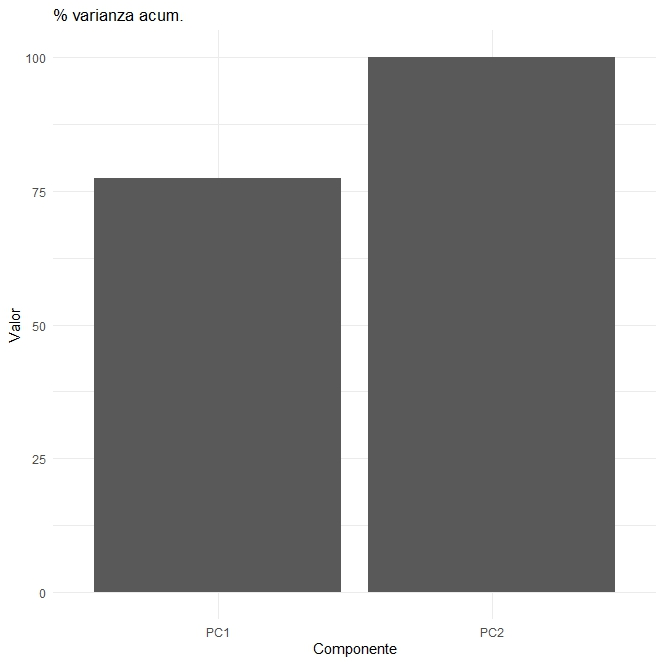 % varianza acum.
100
75
50
25
0
Valor
PC1 PC2
Componente